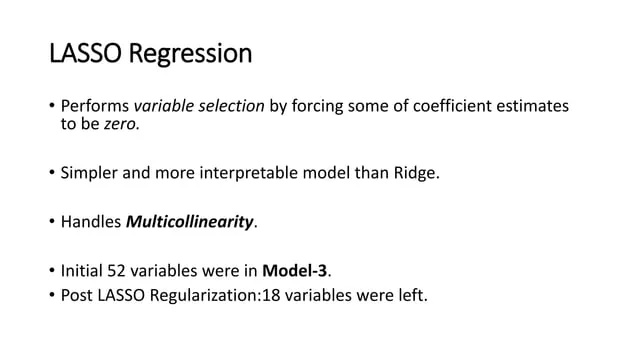 LASSO Regression
• Performs variable selection by forcing some of coefficient estimates
to be zero.
• Simpler and more interpretable model than Ridge.
• Handles Multicollinearity.
• Initial 52 variables were in Model-3.
• Post LASSO Regularization:18 variables were left.